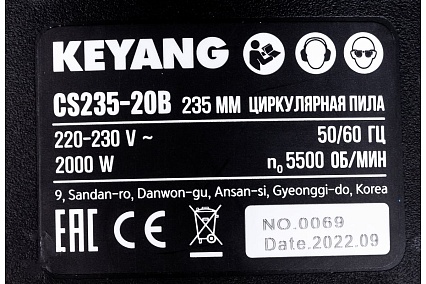 KEYANG
CS235-20B 235 ММ ЦИРКУЛЯРНАЯ ПИЛА
220-230 V ~ 50/60 ГЦ
2000 W n₀ 5500 ОБ/МИН
9, Sandan-ro, Danwon-gu, Ansan-si, Gyeonggi-do, Korea
EAC CE
NO.0069
Date.2022.09